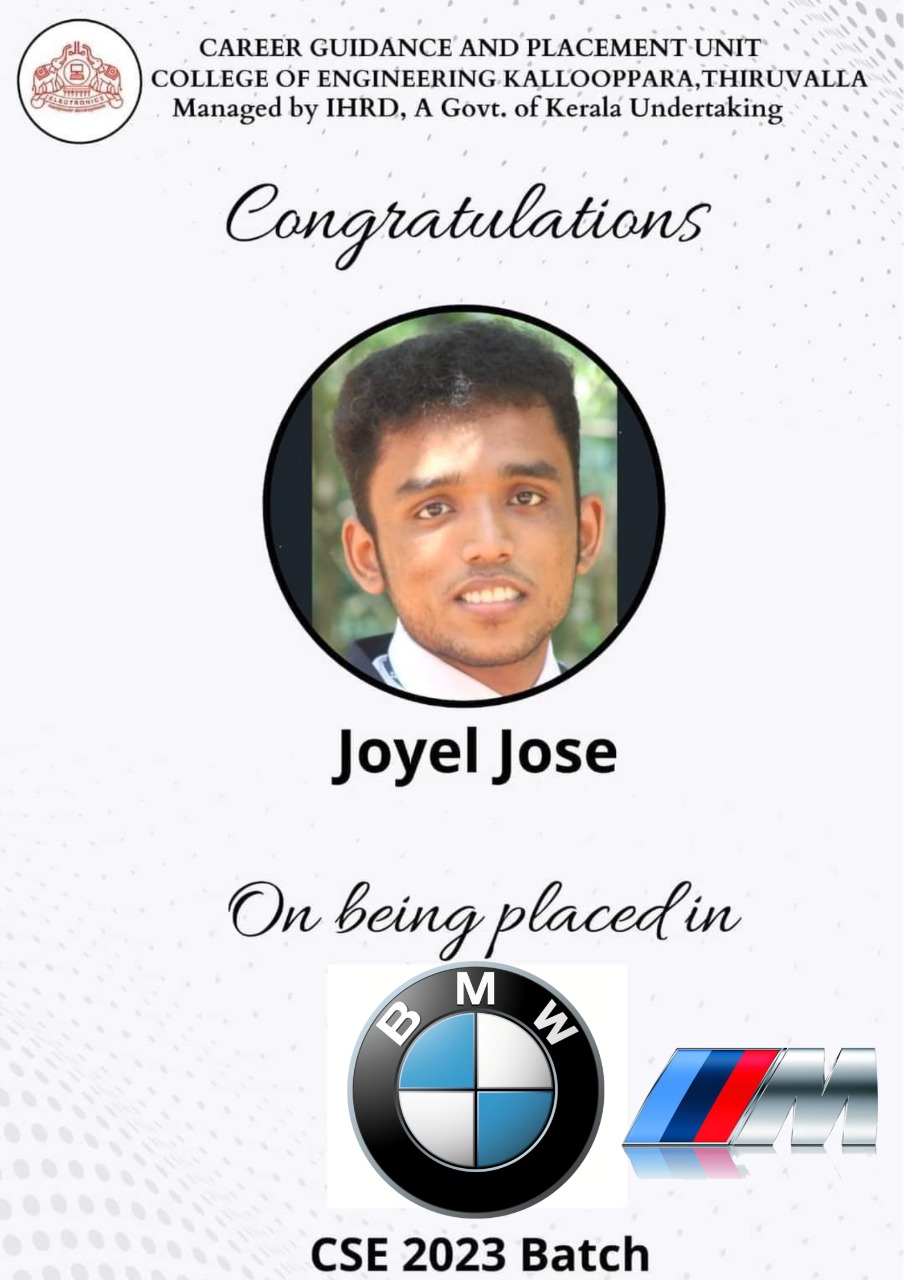 CAREER GUIDANCE AND PLACEMENT UNIT
COLLEGE OF ENGINEERING KALLOOPPARA,THIRUVALLA
Managed by IHRD, A Govt. of Kerala Undertaking
ELECTRONICS
Congratulations
Joyel Jose
On being placed in
BMW
M
CSE 2023 Batch